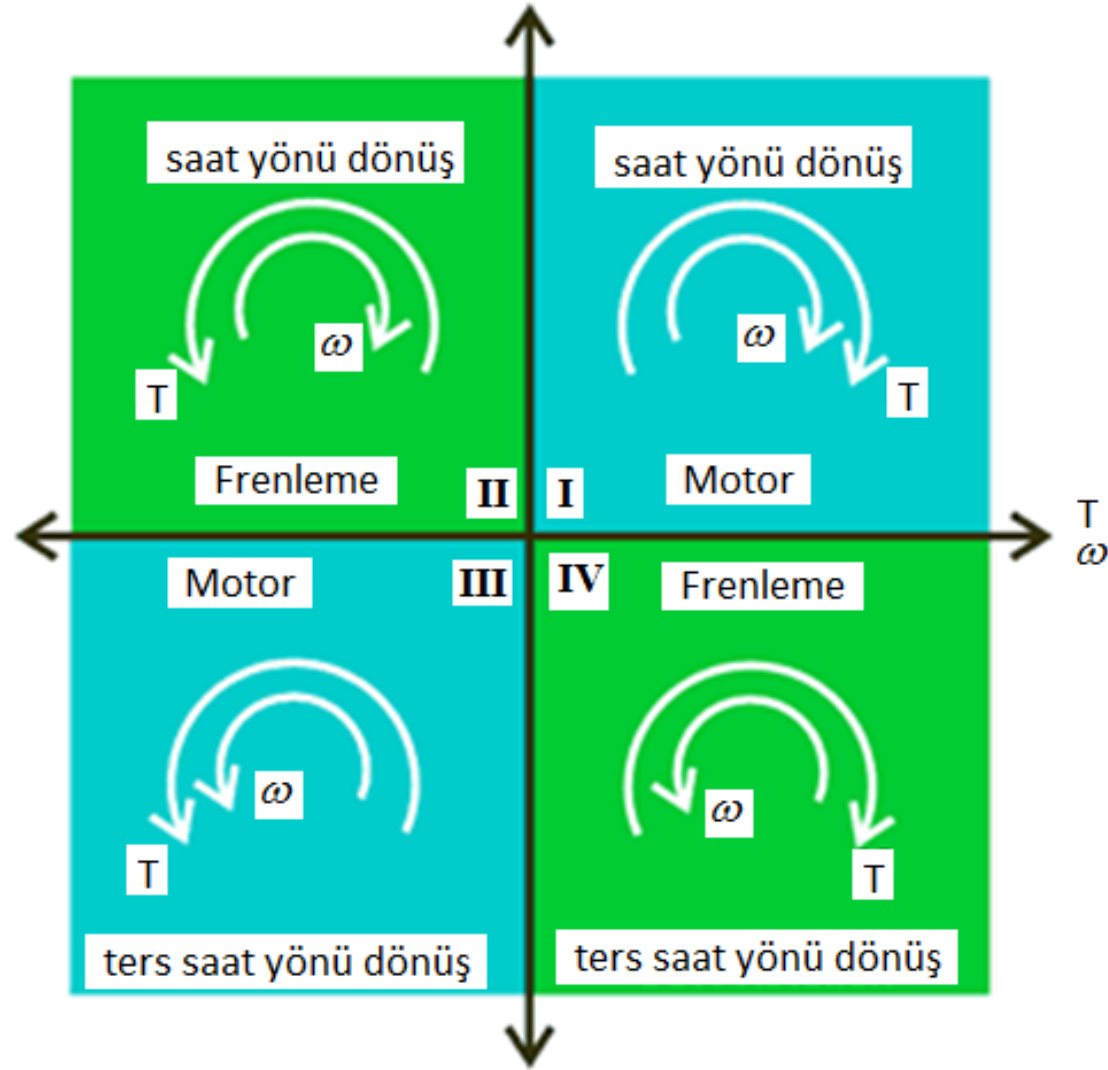 saat yönü dönüş
saat yönü dönüş
ω
ω
T
T
Frenleme
II
I
Motor
T
ω
Motor
III
IV
Frenleme
ω
ω
T
T
ters saat yönü dönüş
ters saat yönü dönüş